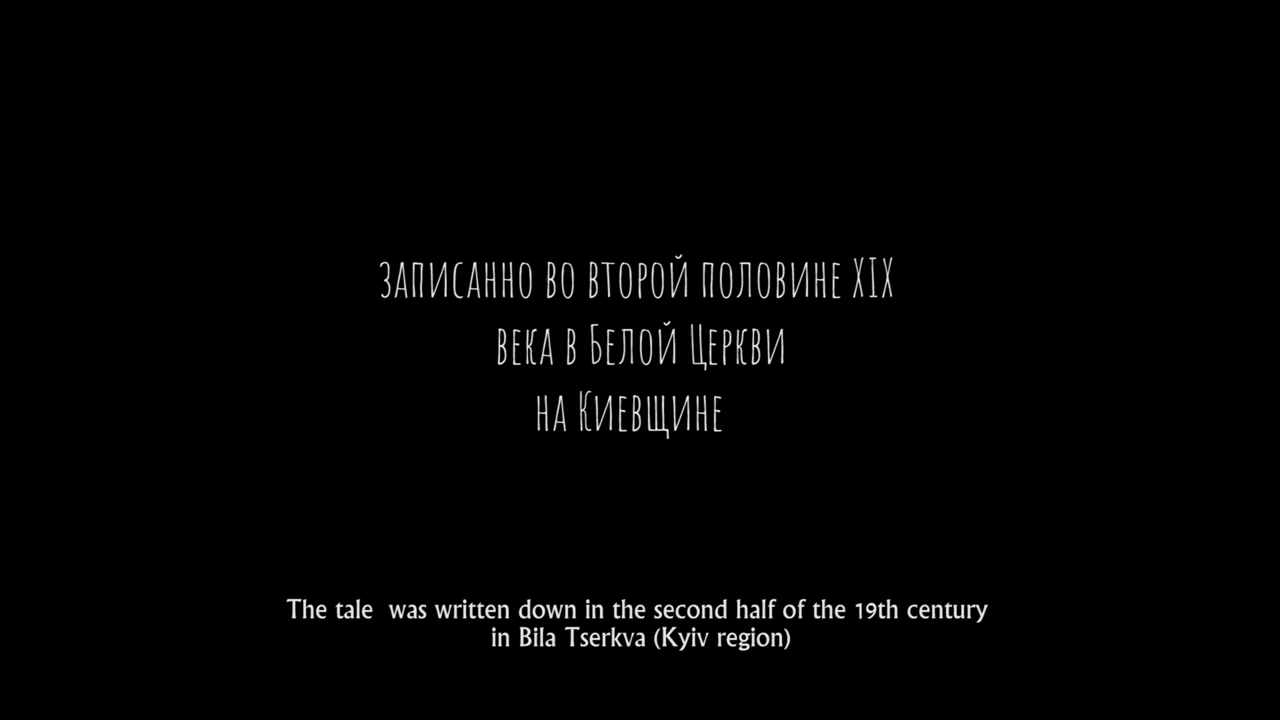 записанно во второй половине XIX
века в Белой Церкви
на Киевщине
The tale  was written down in the second half of the 19th century
in Bila Tserkva (Kyiv region)